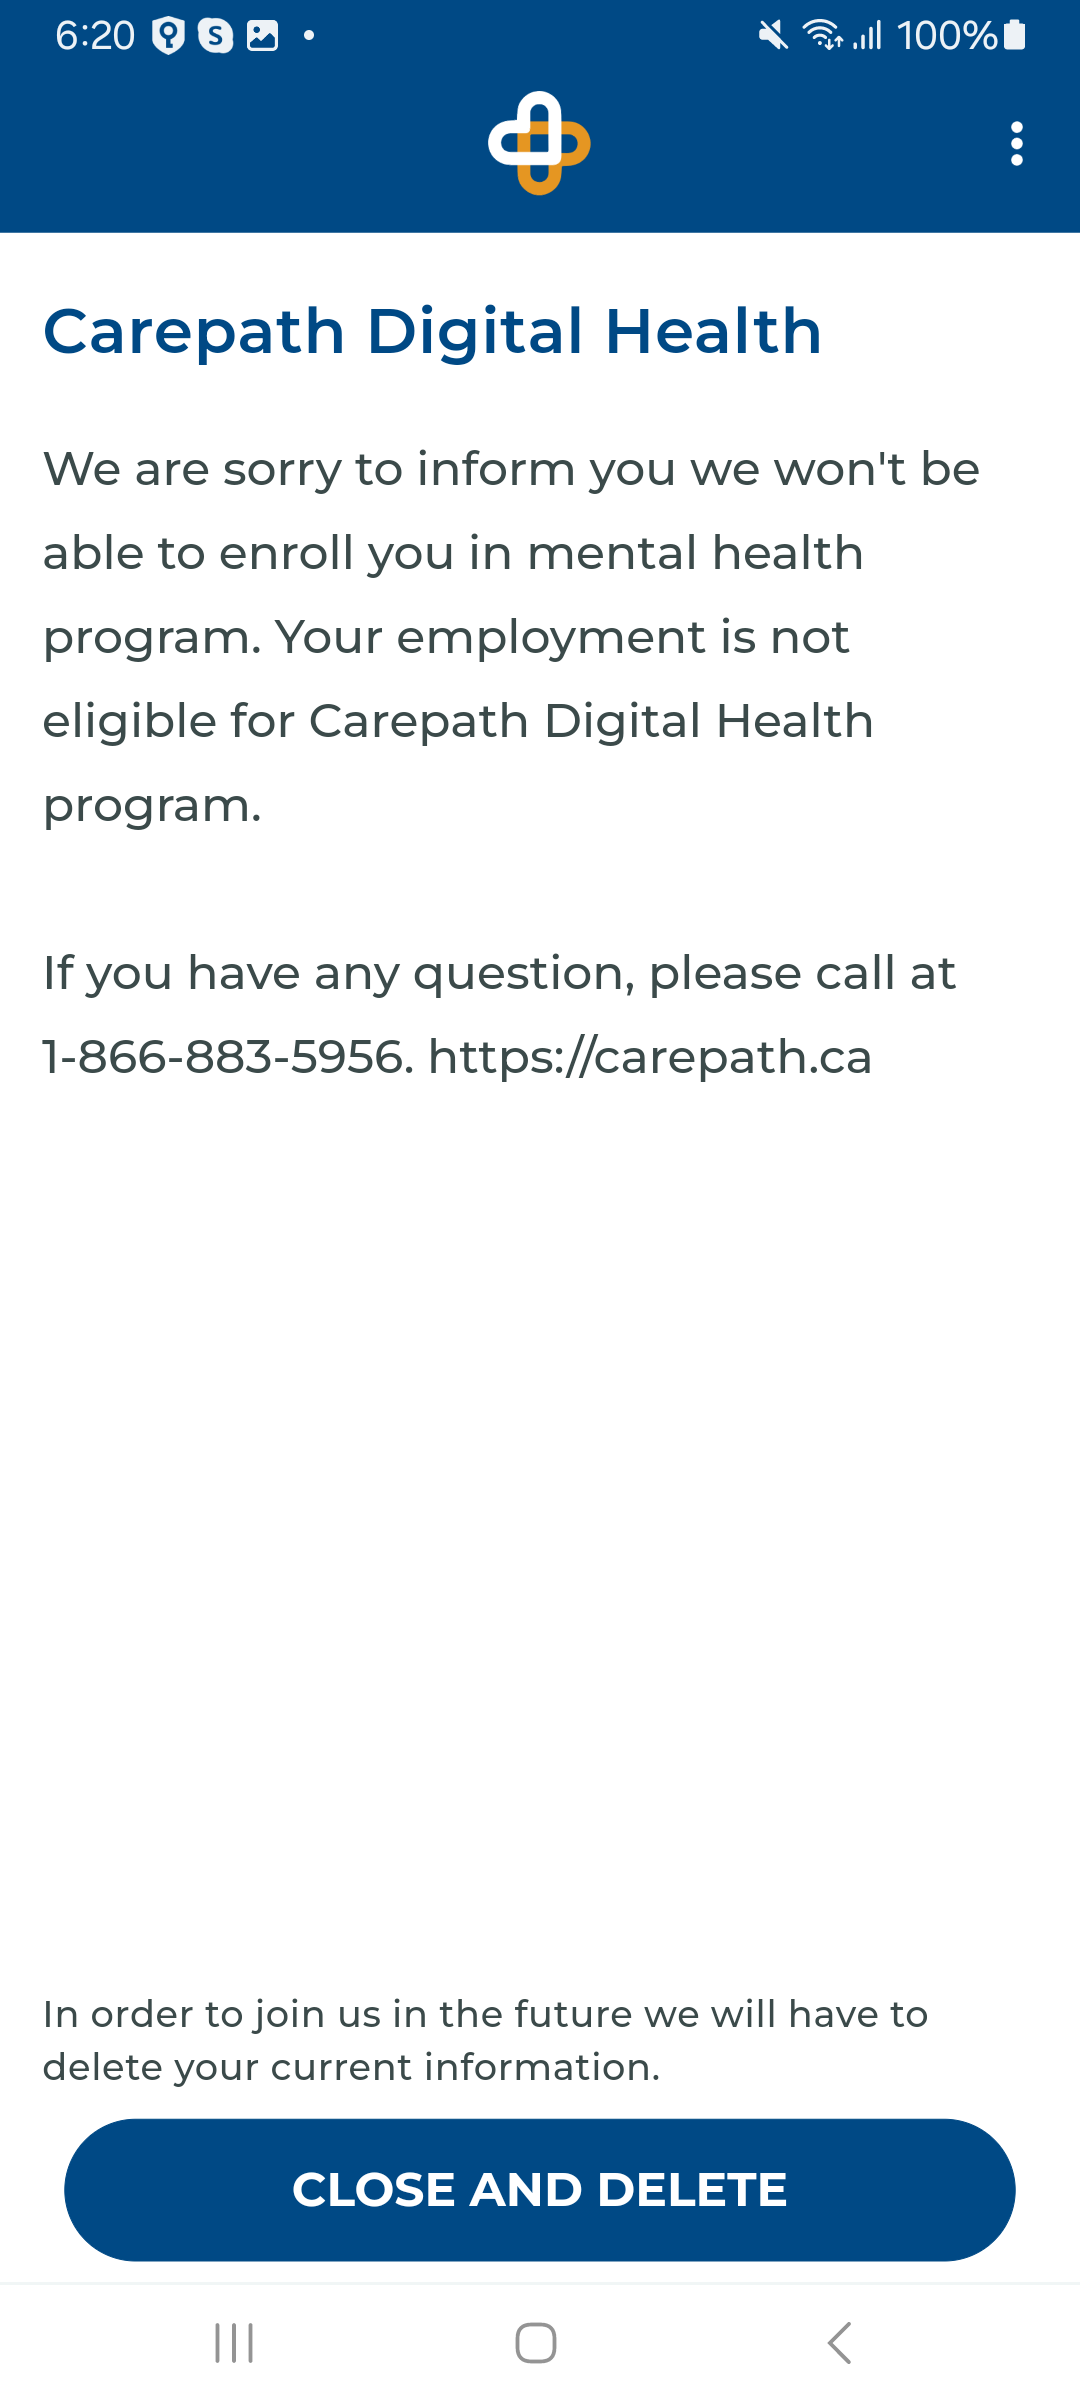 6:20
100%
Carepath Digital Health
We are sorry to inform you we won't be
able to enroll you in mental health
program. Your employment is not
eligible for Carepath Digital Health
program.
If you have any question, please call at
1-866-883-5956. https://carepath.ca
In order to join us in the future we will have to
delete your current information.
CLOSE AND DELETE